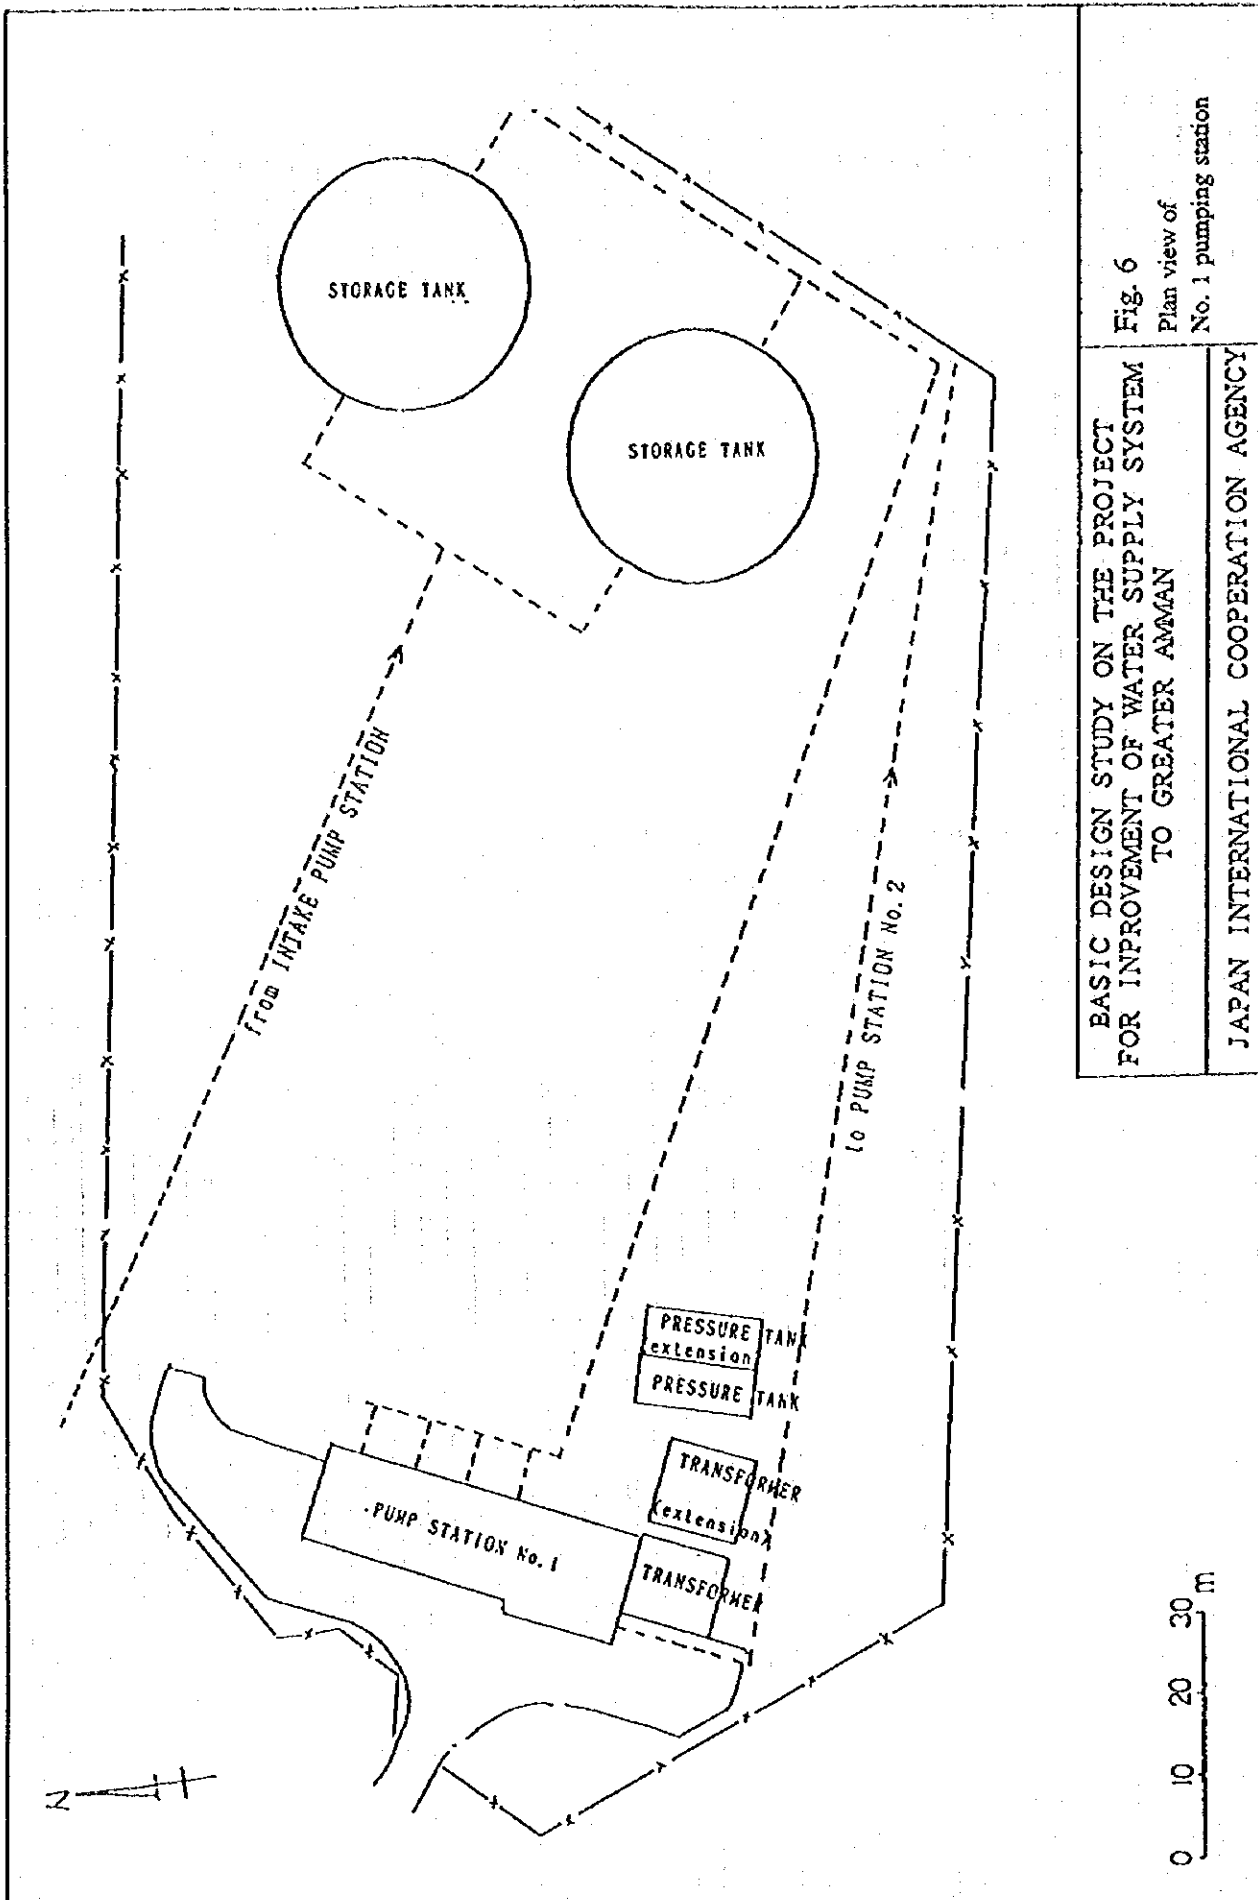 STORAGE TANK
STORAGE TANK
from INTAKE PUMP STATION
to PUMP STATION No.2
PRESSURE TANK
extension
PRESSURE TANK
TRANSFORMER
(extension)
PUMP STATION No.1
TRANSFORMER
N
0 10 20 30 m
BASIC DESIGN STUDY ON THE PROJECT
FOR INPROVEMENT OF WATER SUPPLY SYSTEM
TO GREATER AMMAN
JAPAN INTERNATIONAL COOPERATION AGENCY
Fig. 6
Plan view of
No. 1 pumping station